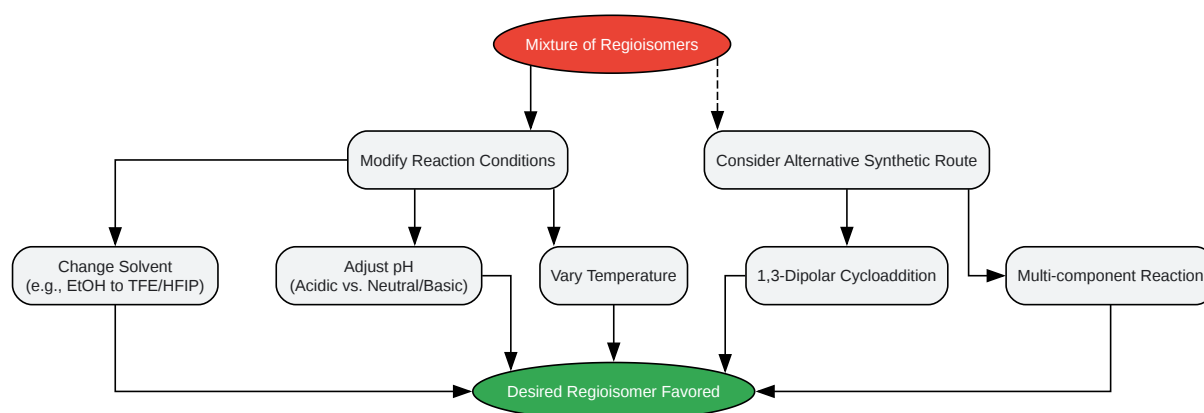 Mixture of Regioisomers
Modify Reaction Conditions
Consider Alternative Synthetic Route
Change Solvent
(e.g., EtOH to TFE/HFIP)
Adjust pH
(Acidic vs. Neutral/Basic)
Vary Temperature
1,3-Dipolar Cycloaddition
Multi-component Reaction
Desired Regioisomer Favored